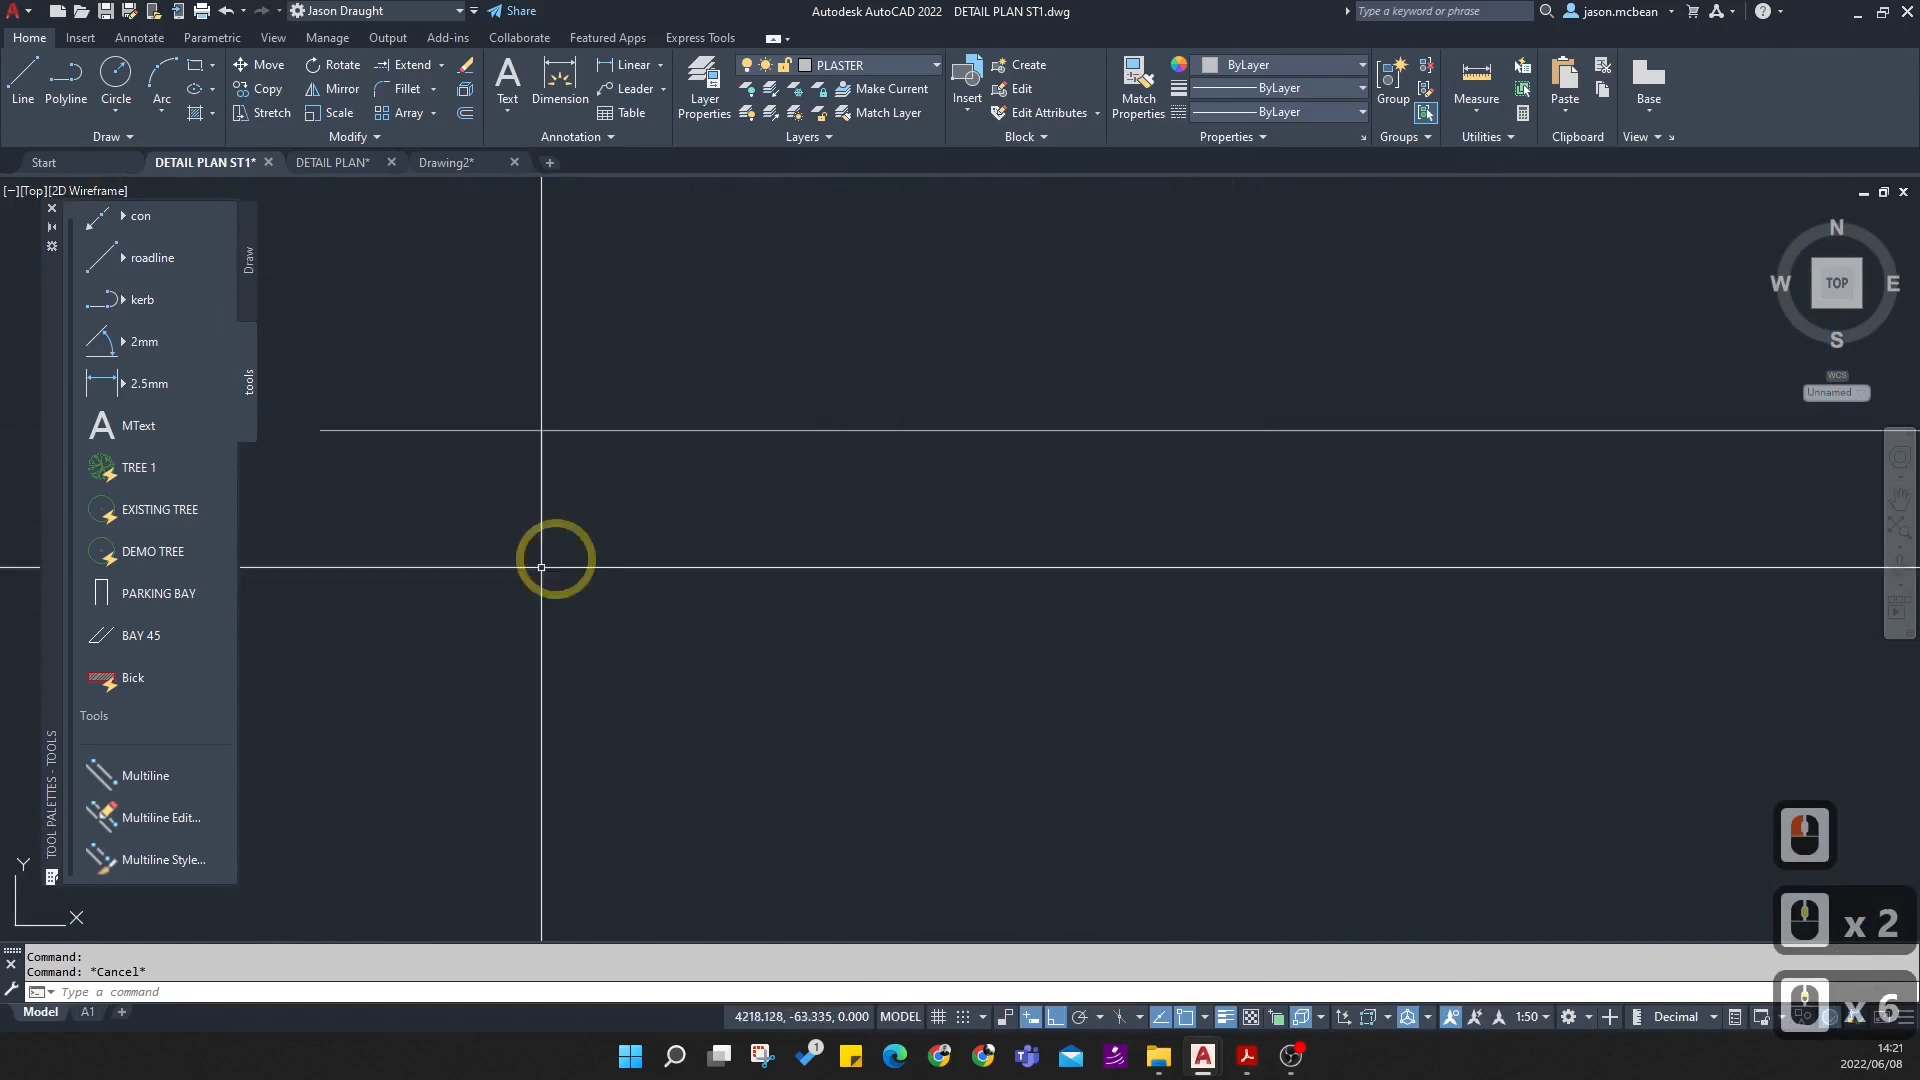 Jason Draught
Share
Autodesk AutoCAD 2022 DETAIL PLAN ST1.dwg
Type a keyword or phrase
jason.mcbean
Home Insert Annotate Parametric View Manage Output Add-ins Collaborate Featured Apps Express Tools
Line Polyline Circle Arc
Move Rotate Extend
Copy Mirror Fillet
Stretch Scale Array
Text Dimension
Linear
Leader
Table
Layer
Properties
PLASTER
Make Current
Match Layer
Insert
Create
Edit
Edit Attributes
Match
Properties
ByLayer
ByLayer
ByLayer
Group
Measure
Paste
Base
Draw Modify Annotation Layers Block Properties Groups Utilities Clipboard View
Start DETAIL PLAN ST1* DETAIL PLAN* Drawing2*
[−][Top][2D Wireframe]
con
roadline
kerb
2mm
2.5mm
MText
TREE 1
EXISTING TREE
DEMO TREE
PARKING BAY
BAY 45
Bick
Tools
Multiline
Multiline Edit...
Multiline Style...
Draw
tools
TOOL PALETTES - TOOLS
N
W TOP E
S
WCS
Unnamed
Y
X
x 2
x 6
Command:
Command: *Cancel*
Type a command
Model A1
4218.128, -63.335, 0.000 MODEL
1:50
Decimal
1
14:21
2022/06/08